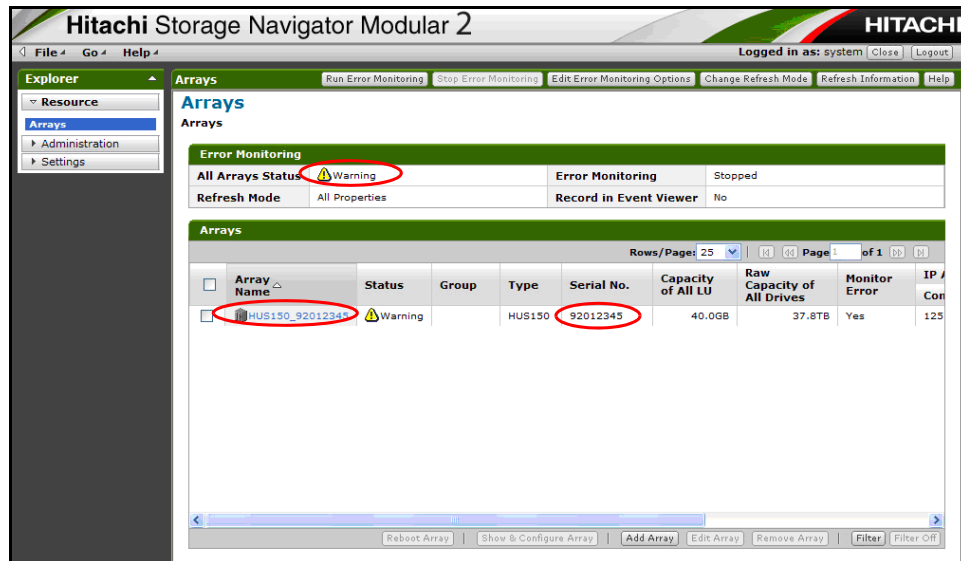 Hitachi Storage Navigator Modular 2
HITACHI
File Go Help
Logged in as: system Close Logout
Explorer
Resource
Arrays
Administration
Settings
Arrays Run Error Monitoring Stop Error Monitoring Edit Error Monitoring Options Change Refresh Mode Refresh Information Help
Arrays
Arrays
Error Monitoring
All Arrays Status Warning Error Monitoring Stopped
Refresh Mode All Properties Record in Event Viewer No
Arrays
Rows/Page: 25 Page 1 of 1
Array Name Status Group Type Serial No. Capacity of All LU Raw Capacity of All Drives Monitor Error IP A
Con
HUS150_92012345 Warning HUS150 92012345 40.0GB 37.8TB Yes 125
Reboot Array | Show & Configure Array | Add Array Edit Array Remove Array | Filter Filter Off